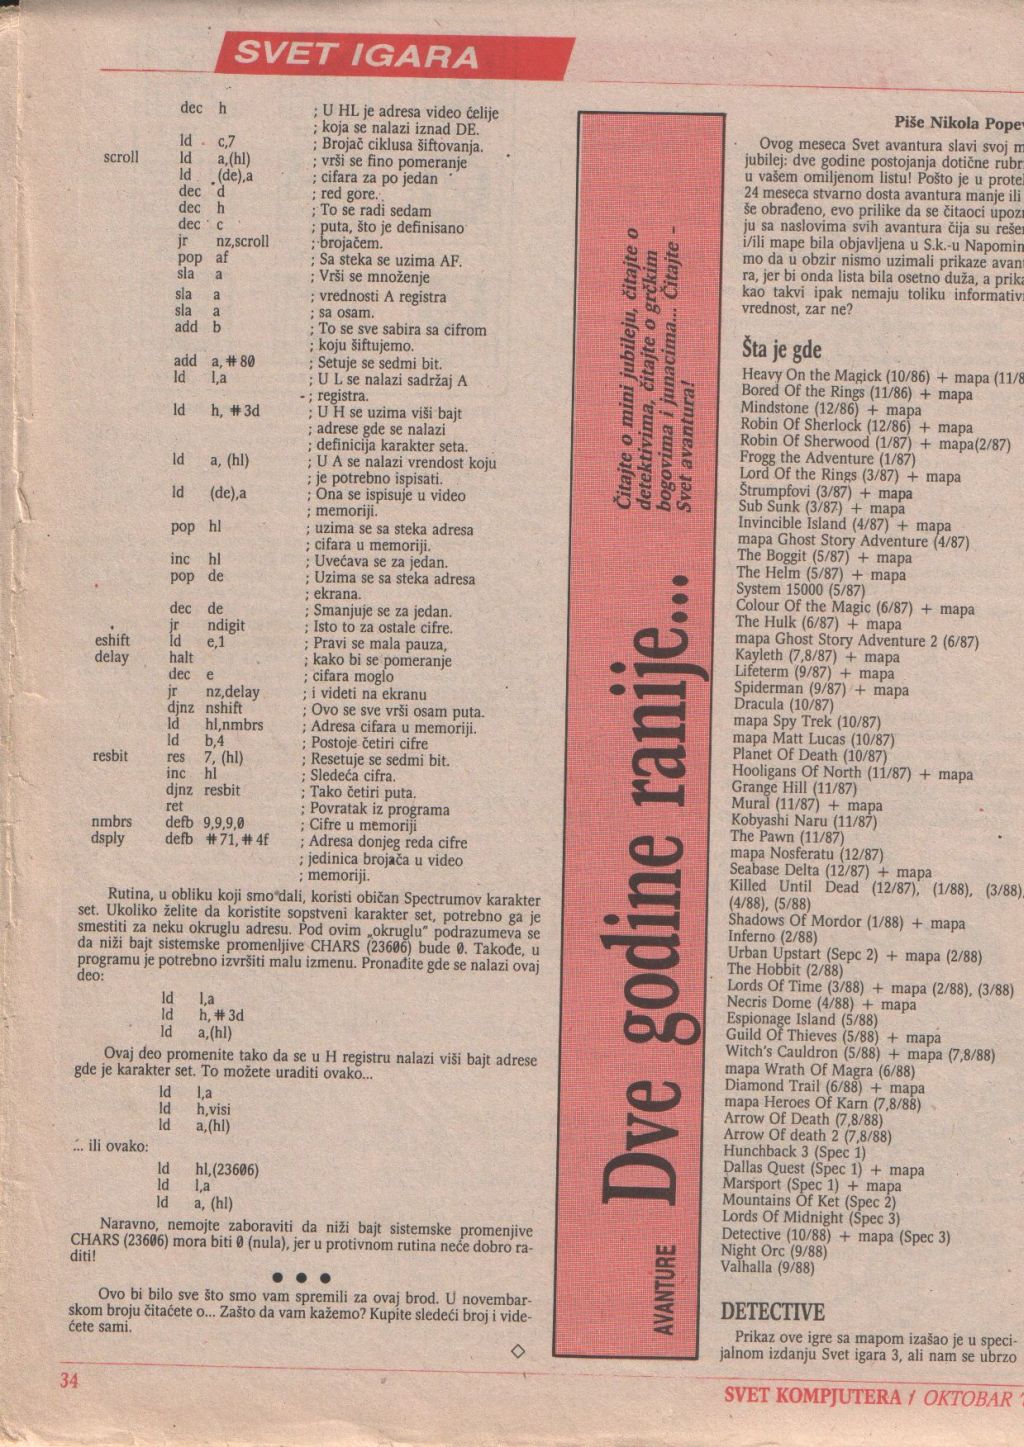 SVET IGARA
dec h ; U HL je adresa video ćelije
; koja se nalazi iznad DE.
ld c,7 ; Brojač ciklusa šiftovanja.
scroll ld a,(hl) ; vrši se fino pomeranje
ld (de),a ; cifara za po jedan
dec d ; red gore.
dec h ; To se radi sedam
dec c ; puta, što je definisano
jr nz,scroll ; brojačem.
pop af ; Sa steka se uzima AF.
sla a ; Vrši se množenje
sla a ; vrednosti A registra
sla a ; sa osam.
add b ; To se sve sabira sa cifrom
; koju šiftujemo.
add a,#80 ; Setuje se sedmi bit.
ld l,a ; U L se nalazi sadržaj A
; registra.
ld h, #3d ; U H se uzima viši bajt
; adrese gde se nalazi
; definicija karakter seta.
ld a, (hl) ; U A se nalazi vrendost koju
; je potrebno ispisati.
ld (de),a ; Ona se ispisuje u video
; memoriji.
pop hl ; uzima se sa steka adresa
; cifara u memoriji.
inc hl ; Uvećava se za jedan.
pop de ; Uzima se sa steka adresa
; ekrana.
dec de ; Smanjuje se za jedan.
jr ndigit ; Isto to za ostale cifre.
eshift ld e,1 ; Pravi se mala pauza,
delay halt ; kako bi se pomeranje
dec e ; cifara moglo
jr nz,delay ; i videti na ekranu
djnz nshift ; Ovo se sve vrši osam puta.
ld hl,nmbrs ; Adresa cifara u memoriji.
ld b,4 ; Postoje četiri cifre
resbit res 7, (hl) ; Resetuje se sedmi bit.
inc hl ; Sledeća cifra.
djnz resbit ; Tako četiri puta.
ret ; Povratak iz programa
nmbrs defb 9,9,9,0 ; Cifre u memoriji
dsply defb #71,#4f ; Adresa donjeg reda cifre
; jedinica brojača u video
; memoriji.
Rutina, u obliku koji smo dali, koristi običan Spectrumov karakter
set. Ukoliko želite da koristite sopstveni karakter set, potrebno ga je
smestiti za neku okruglu adresu. Pod ovim „okruglu” podrazumeva se
da niži bajt sistemske promenljive CHARS (23606) bude 0. Takođe, u
programu je potrebno izvršiti malu izmenu. Pronađite gde se nalazi ovaj
deo:
ld l,a
ld h,#3d
ld a,(hl)
Ovaj deo promenite tako da se u H registru nalazi viši bajt adrese
gde je karakter set. To možete uraditi ovako...
ld l,a
ld h,visi
ld a,(hl)
... ili ovako:
ld hl,(23606)
ld l,a
ld a, (hl)
Naravno, nemojte zaboraviti da niži bajt sistemske promenjive
CHARS (23606) mora biti 0 (nula), jer u protivnom rutina neće dobro ra-
diti!
● ● ●
Ovo bi bilo sve što smo vam spremili za ovaj brod. U novembar-
skom broju čitaćete o... Zašto da vam kažemo? Kupite sledeći broj i vide-
ćete sami.
◇
AVANTURE
Dve godine ranije...
Čitajte o mini jubileju, čitajte o
detektivima, čitajte o grčkim
bogovima i junacima... Čitajte -
Svet avantura!
Piše Nikola Popev
Ovog meseca Svet avantura slavi svoj m
jubilej: dve godine postojanja dotične rubr
u vašem omiljenom listu! Pošto je u protek
24 meseca stvarno dosta avantura manje ili
še obrađeno, evo prilike da se čitaoci upoz
ju sa naslovima svih avantura čija su rešen
i/ili mape bila objavljena u S.k.-u Napomin
mo da u obzir nismo uzimali prikaze avant
ra, jer bi onda lista bila osetno duža, a prika
kao takvi ipak nemaju toliku informativn
vrednost, zar ne?
Šta je gde
Heavy On the Magick (10/86) + mapa (11/8
Bored Of the Rings (11/86) + mapa
Mindstone (12/86) + mapa
Robin Of Sherlock (12/86) + mapa
Robin Of Sherwood (1/87) + mapa(2/87)
Frogg the Adventure (1/87)
Lord Of the Rings (3/87) + mapa
Štrumpfovi (3/87) + mapa
Sub Sunk (3/87) + mapa
Invincible Island (4/87) + mapa
mapa Ghost Story Adventure (4/87)
The Boggit (5/87) + mapa
The Helm (5/87) + mapa
System 15000 (5/87)
Colour Of the Magic (6/87) + mapa
The Hulk (6/87) + mapa
mapa Ghost Story Adventure 2 (6/87)
Kayleth (7,8/87) + mapa
Lifeterm (9/87) + mapa
Spiderman (9/87) + mapa
Dracula (10/87)
mapa Spy Trek (10/87)
mapa Matt Lucas (10/87)
Planet Of Death (10/87)
Hooligans Of North (11/87) + mapa
Grange Hill (11/87)
Mural (11/87) + mapa
Kobyashi Naru (11/87)
The Pawn (11/87)
mapa Nosferatu (12/87)
Seabase Delta (12/87) + mapa
Killed Until Dead (12/87), (1/88), (3/88),
(4/88), (5/88)
Shadows Of Mordor (1/88) + mapa
Inferno (2/88)
Urban Upstart (Sepc 2) + mapa (2/88)
The Hobbit (2/88)
Lords Of Time (3/88) + mapa (2/88), (3/88)
Necris Dome (4/88) + mapa
Espionage Island (5/88)
Guild Of Thieves (5/88) + mapa
Witch's Cauldron (5/88) + mapa (7,8/88)
mapa Wrath Of Magra (6/88)
Diamond Trail (6/88) + mapa
mapa Heroes Of Karn (7,8/88)
Arrow Of Death (7,8/88)
Arrow Of death 2 (7,8/88)
Hunchback 3 (Spec 1)
Dallas Quest (Spec 1) + mapa
Marsport (Spec 1) + mapa
Mountains Of Ket (Spec 2)
Lords Of Midnight (Spec 3)
Detective (10/88) + mapa (Spec 3)
Night Orc (9/88)
Valhalla (9/88)
DETECTIVE
Prikaz ove igre sa mapom izašao je u speci-
jalnom izdanju Svet igara 3, ali nam se ubrzo
34
SVET KOMPJUTERA / OKTOBAR '